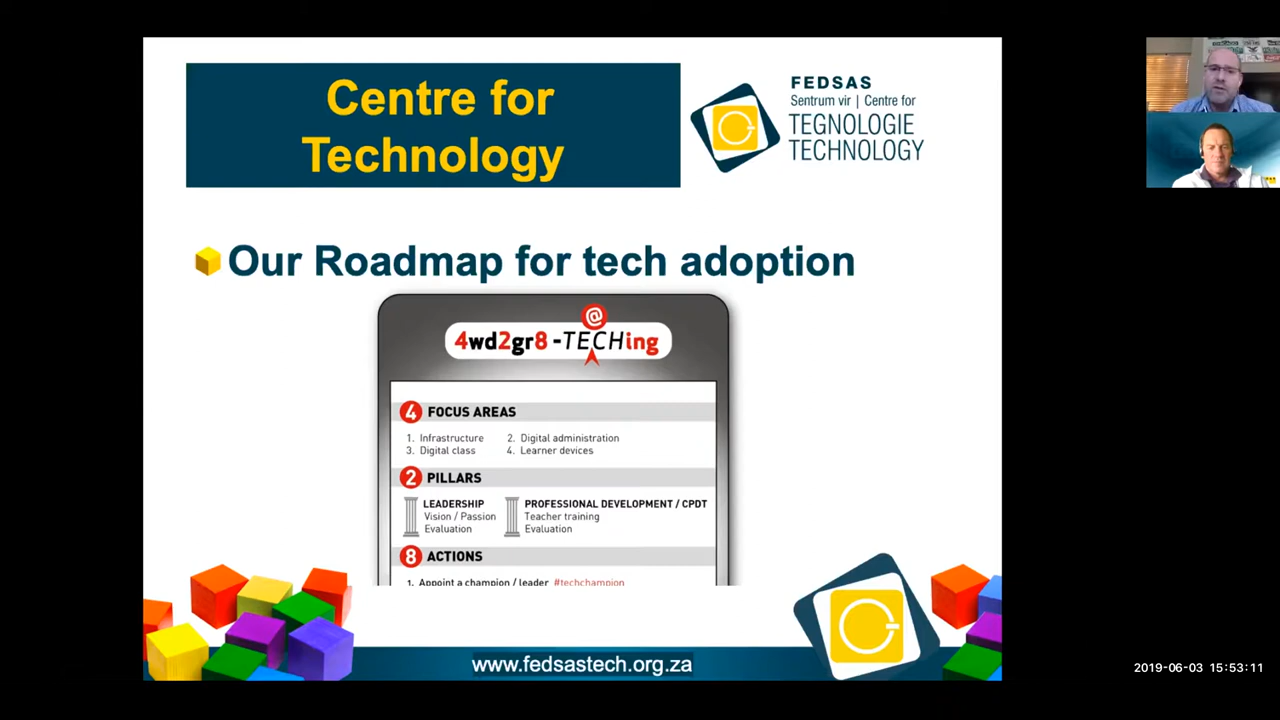 Centre for
Technology
FEDSAS
Sentrum vir | Centre for
TEGNOLOGIE
TECHNOLOGY
Our Roadmap for tech adoption
4wd2gr8-TECHing
@
4 FOCUS AREAS
1. Infrastructure 2. Digital administration
3. Digital class 4. Learner devices
2 PILLARS
LEADERSHIP PROFESSIONAL DEVELOPMENT / CPDT
Vision / Passion Teacher training
Evaluation Evaluation
8 ACTIONS
1. Appoint a champion / leader #techchampion
www.fedsastech.org.za
2019-06-03 15:53:11